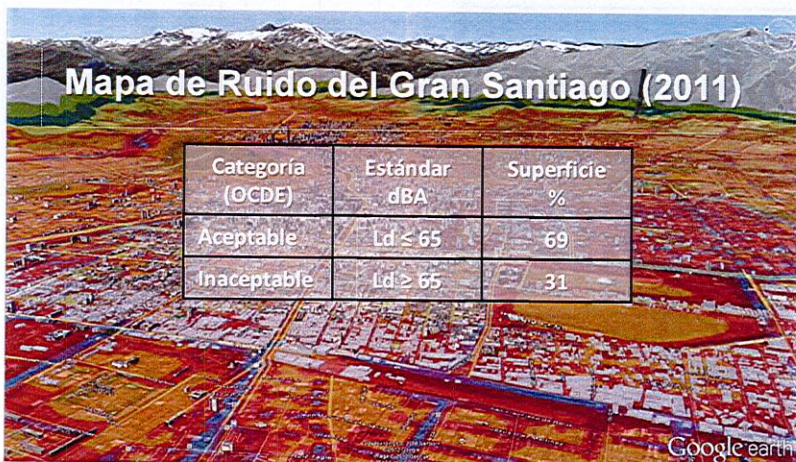 Mapa de Ruido del Gran Santiago (2011)
Categoría Estándar Superficie
(OCDE) dBA %
Aceptable Ld ≤ 65 69
Inaceptable Ld ≥ 65 31
Google earth